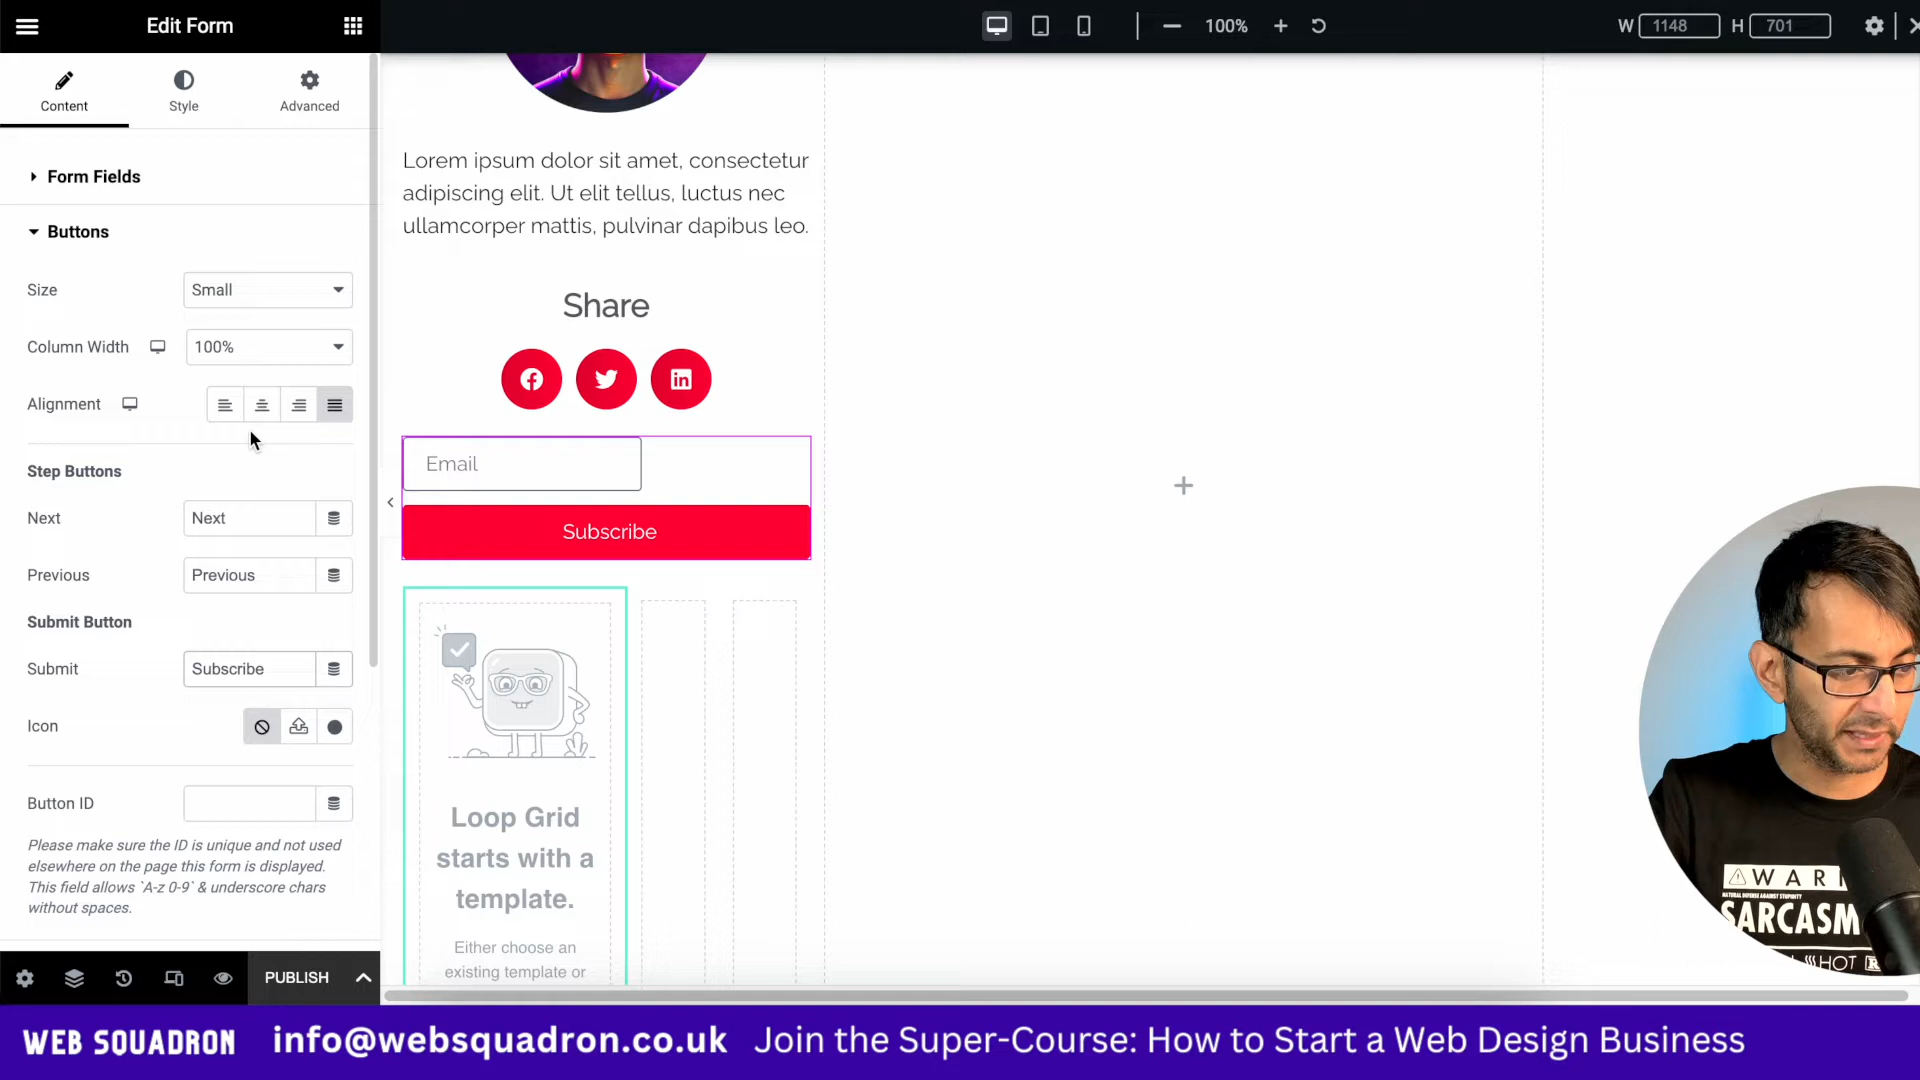 Edit Form
100%
W 1148 H 701
Content
Style
Advanced
Form Fields
Buttons
Size
Small
Column Width
100%
Alignment
Step Buttons
Next
Next
Previous
Previous
Submit Button
Submit
Subscribe
Icon
Button ID
Please make sure the ID is unique and not used
elsewhere on the page this form is displayed.
This field allows `A-z 0-9` & underscore chars
without spaces.
PUBLISH
Lorem ipsum dolor sit amet, consectetur
adipiscing elit. Ut elit tellus, luctus nec
ullamcorper mattis, pulvinar dapibus leo.
Share
Email
Subscribe
Loop Grid
starts with a
template.
Either choose an
existing template or
WARI
SARCASM
HOT
WEB SQUADRON
info@websquadron.co.uk
Join the Super-Course: How to Start a Web Design Business